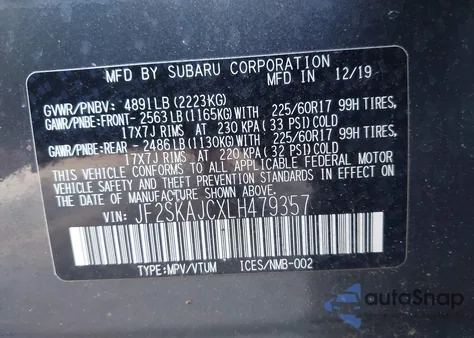 MFD BY SUBARU CORPORATION
MFD IN 12/19
GVWR/PNBV: 4891LB (2223KG)
GAWR/PNBE:FRONT- 2563LB (1165KG) WITH 225/60R17 99H TIRES,
17X7J RIMS AT 230 KPA (33 PSI) COLD
GAWR/PNBE:REAR - 2486LB (1130KG) WITH 225/60R17 99H TIRES,
17X7J RIMS AT 220 KPA (32 PSI) COLD
THIS VEHICLE CONFORMS TO ALL APPLICABLE FEDERAL MOTOR
VEHICLE SAFETY AND THEFT PREVENTION STANDARDS IN EFFECT ON
THE DATE OF MANUFACTURE SHOWN ABOVE.
VIN: JF2SKAJCXLH479357
TYPE:MPV/VTUM ICES/NMB-002
autoSnap